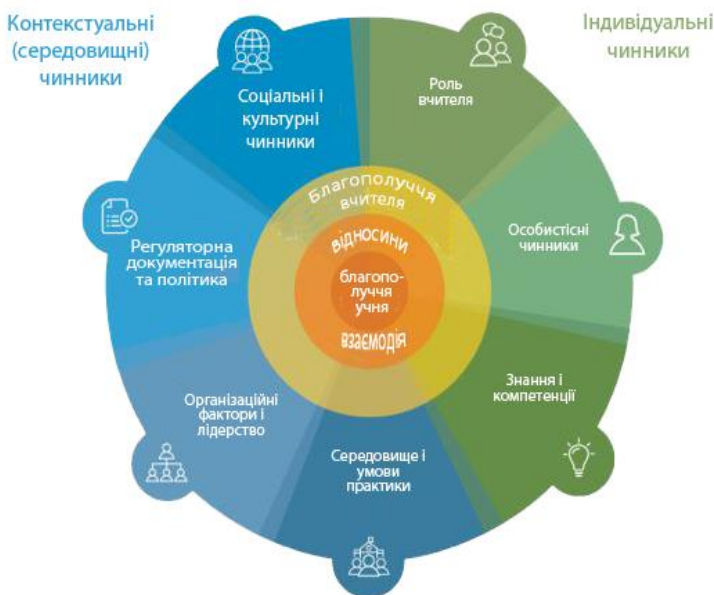 Контекстуальні
(середовищні)
чинники
Індивідуальні
чинники
Соціальні і
культурні
чинники
Роль
вчителя
Особистісні
чинники
Знання і
компетенції
Середовище і
умови
практики
Організаційні
фактори і
лідерство
Регуляторна
документація
та політика
Благополуччя
вчителя
відносини
благопо-
луччя
учня
взаємодія